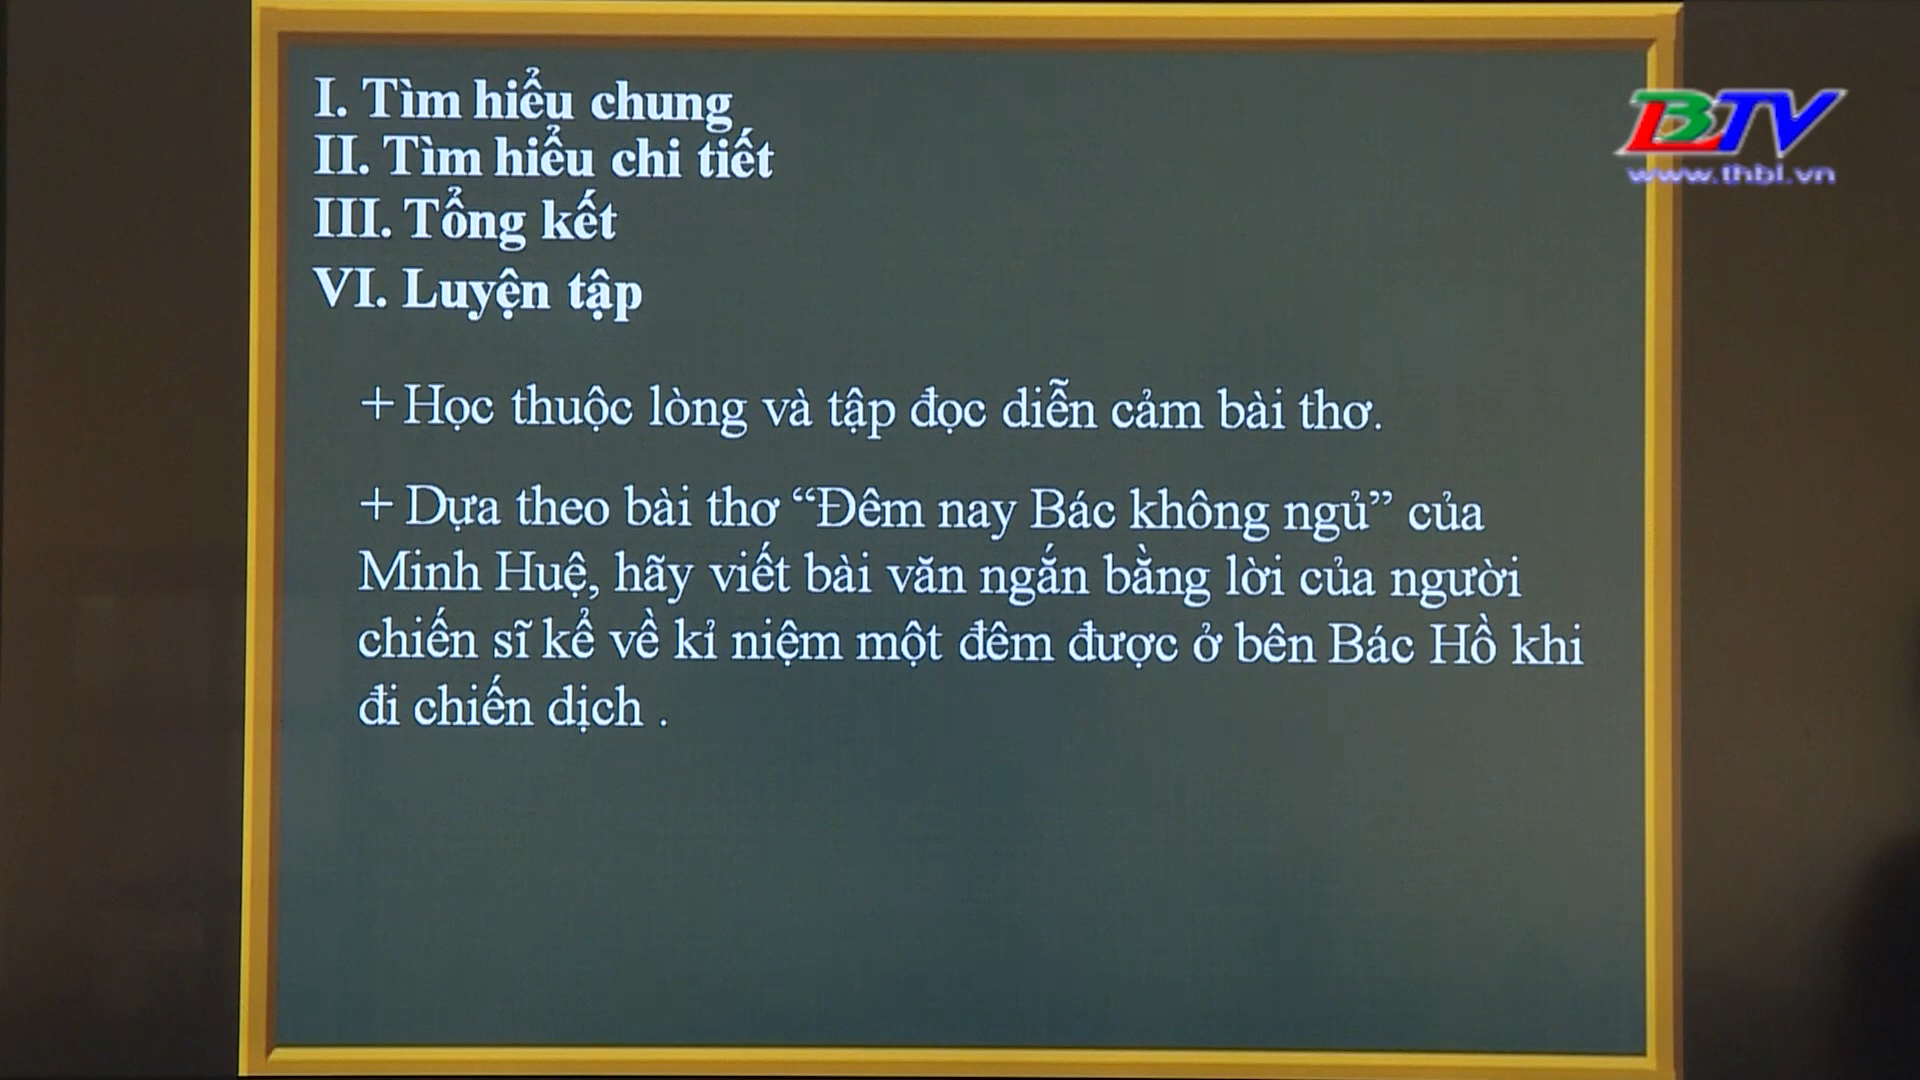 I. Tìm hiểu chung
BTV
II. Tìm hiểu chi tiết
www.thbl.vn
III. Tổng kết
VI. Luyện tập
+ Học thuộc lòng và tập đọc diễn cảm bài thơ.
+ Dựa theo bài thơ “Đêm nay Bác không ngủ” của
Minh Huệ, hãy viết bài văn ngắn bằng lời của người
chiến sĩ kể về kỉ niệm một đêm được ở bên Bác Hồ khi
đi chiến dịch .